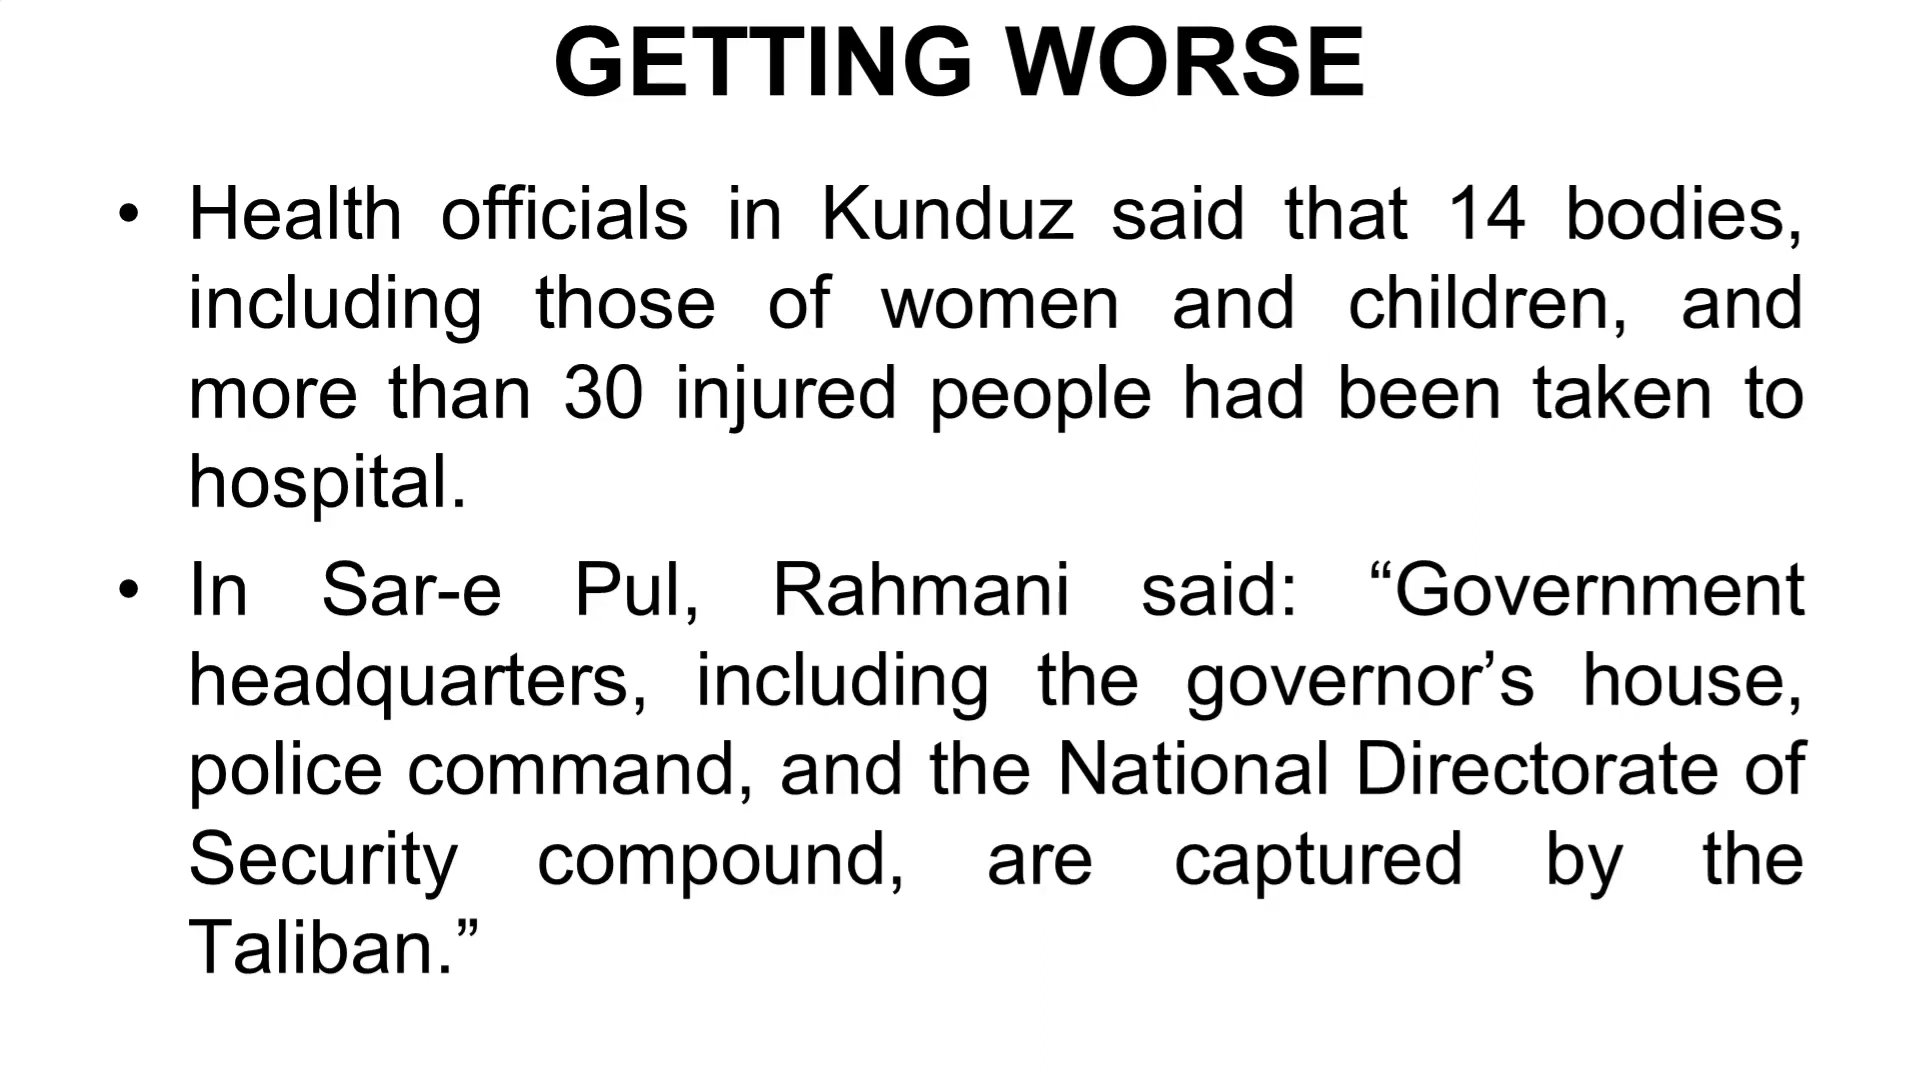 GETTING WORSE
• Health officials in Kunduz said that 14 bodies,
including those of women and children, and
more than 30 injured people had been taken to
hospital.
• In Sar-e Pul, Rahmani said: “Government
headquarters, including the governor’s house,
police command, and the National Directorate of
Security compound, are captured by the
Taliban.”